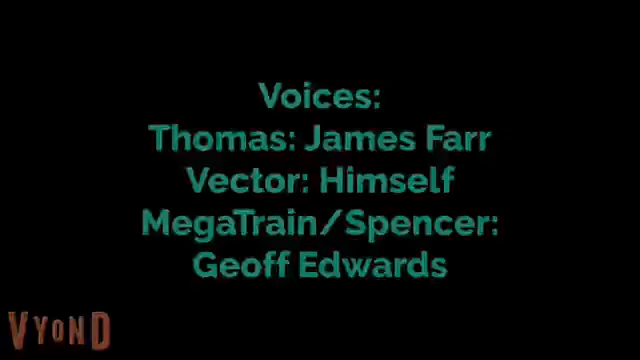 Voices:
Thomas: James Farr
Vector: Himself
MegaTrain/Spencer:
Geoff Edwards
VYOND